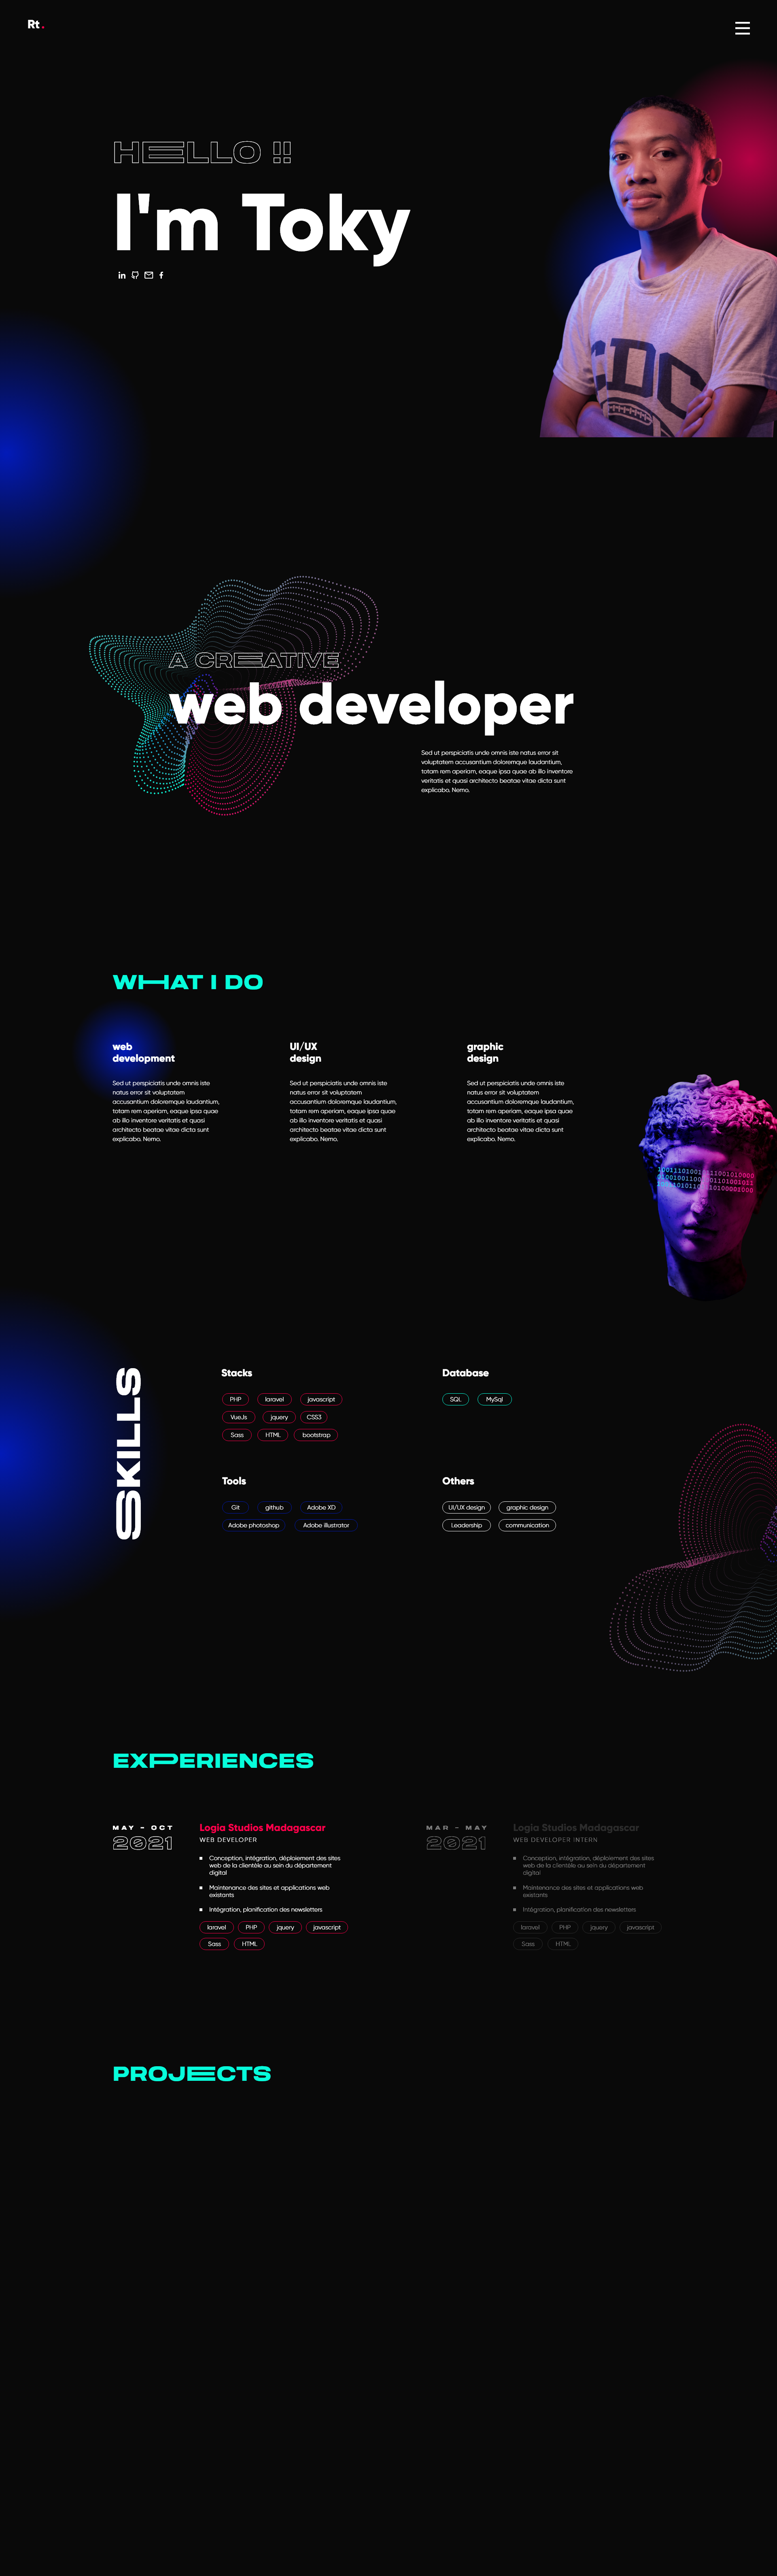 Rt.
HELLO !!
I'm Toky
CDC
A CREATIVE
web developer
Sed ut perspiciatis unde omnis iste natus error sit
voluptatem accusantium doloremque laudantium,
totam rem aperiam, eaque ipsa quae ab illo inventore
veritatis et quasi architecto beatae vitae dicta sunt
explicabo. Nemo.
WHAT I DO
web
development
Sed ut perspiciatis unde omnis iste
natus error sit voluptatem
accusantium doloremque laudantium,
totam rem aperiam, eaque ipsa quae
ab illo inventore veritatis et quasi
architecto beatae vitae dicta sunt
explicabo. Nemo.
UI/UX
design
Sed ut perspiciatis unde omnis iste
natus error sit voluptatem
accusantium doloremque laudantium,
totam rem aperiam, eaque ipsa quae
ab illo inventore veritatis et quasi
architecto beatae vitae dicta sunt
explicabo. Nemo.
graphic
design
Sed ut perspiciatis unde omnis iste
natus error sit voluptatem
accusantium doloremque laudantium,
totam rem aperiam, eaque ipsa quae
ab illo inventore veritatis et quasi
architecto beatae vitae dicta sunt
explicabo. Nemo.
SKILLS
Stacks
PHP laravel javascript
VueJs jquery CSS3
Sass HTML bootstrap
Database
SQL MySql
Tools
Git github Adobe XD
Adobe photoshop Adobe illustrator
Others
UI/UX design graphic design
Leadership communication
EXPERIENCES
MAY - OCT
2021
Logia Studios Madagascar
WEB DEVELOPER
Conception, intégration, déploiement des sites
web de la clientèle au sein du département
digital
Maintenance des sites et applications web
existants
Intégration, planification des newsletters
laravel PHP jquery javascript
Sass HTML
MAR - MAY
2021
Logia Studios Madagascar
WEB DEVELOPER INTERN
Conception, intégration, déploiement des sites
web de la clientèle au sein du département
digital
Maintenance des sites et applications web
existants
Intégration, planification des newsletters
laravel PHP jquery javascript
Sass HTML
PROJECTS